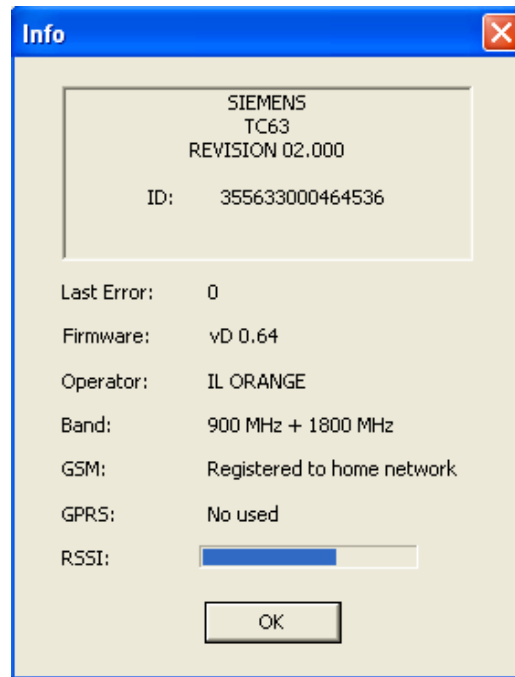 Info
SIEMENS
TC63
REVISION 02.000
ID: 355633000464536
Last Error: 0
Firmware: vD 0.64
Operator: IL ORANGE
Band: 900 MHz + 1800 MHz
GSM: Registered to home network
GPRS: No used
RSSI:
OK